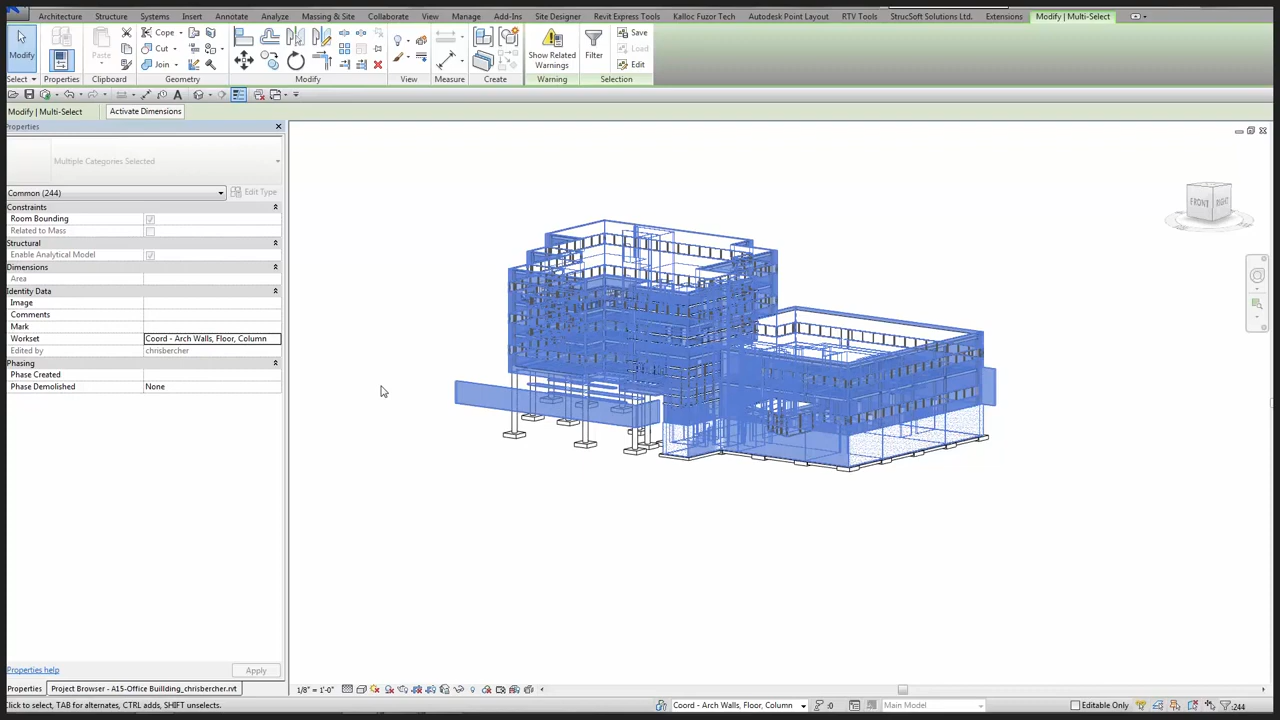 Architecture Structure Systems Insert Annotate Analyze Massing & Site Collaborate View Manage Add-Ins Site Designer Revit Express Tools Kalloc Fuzor Tech Autodesk Point Layout RTV Tools StrucSoft Solutions Ltd. Extensions Modify | Multi-Select
Modify Properties Paste Cope Cut Join Show Related Warnings Filter Save Load Edit
Select Properties Clipboard Geometry Modify View Measure Create Warning Selection
Modify | Multi-Select Activate Dimensions
Properties
Multiple Categories Selected
Common (244) Edit Type
Constraints
Room Bounding
Related to Mass
Structural
Enable Analytical Model
Dimensions
Area
Identity Data
Image
Comments
Mark
Workset Coord - Arch Walls, Floor, Column
Edited by chrisbercher
Phasing
Phase Created
Phase Demolished None
FRONT RIGHT
Properties help Apply
Properties Project Browser - A15-Office Buillding_chrisbercher.rvt 1/8" = 1'-0"
Click to select, TAB for alternates, CTRL adds, SHIFT unselects. Coord - Arch Walls, Floor, Column :0 Main Model Editable Only :244